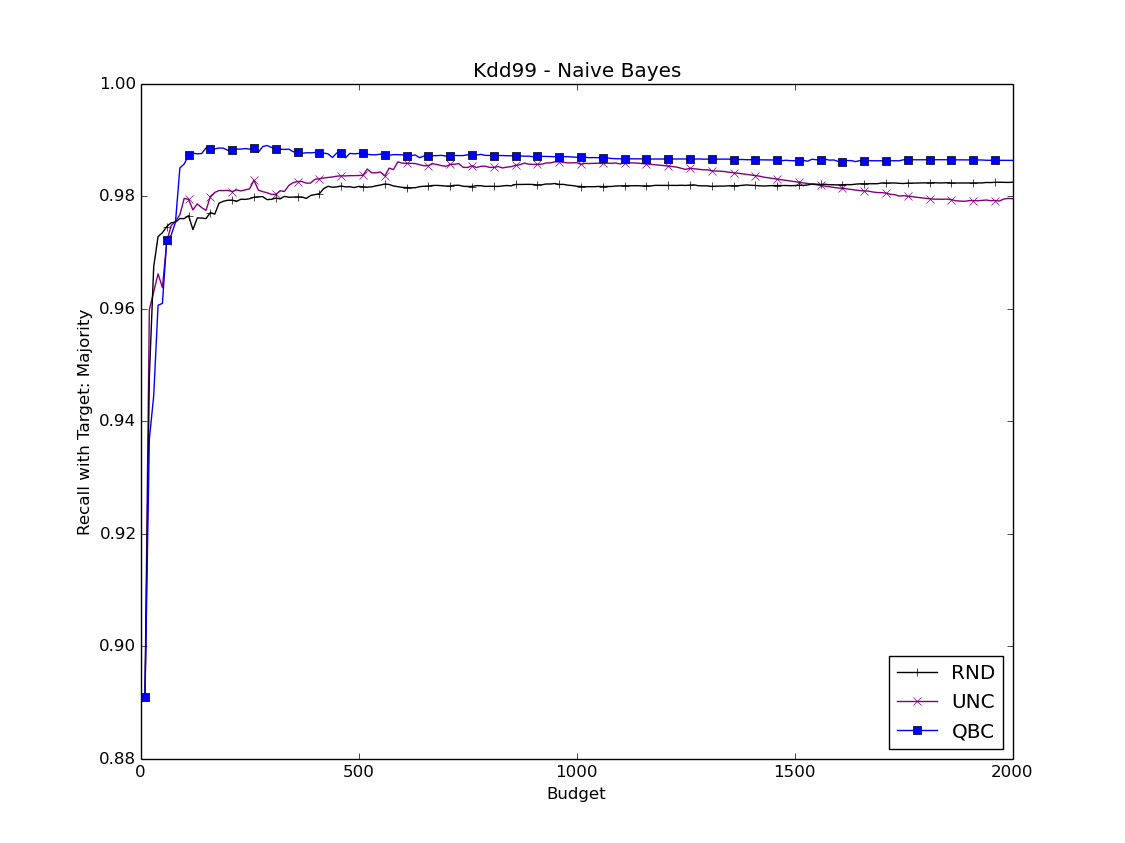 Kdd99 - Naive Bayes
1.00
0.98
0.96
0.94
0.92
0.90
0.88
Recall with Target: Majority
0
500
1000
1500
2000
Budget
RND
UNC
QBC